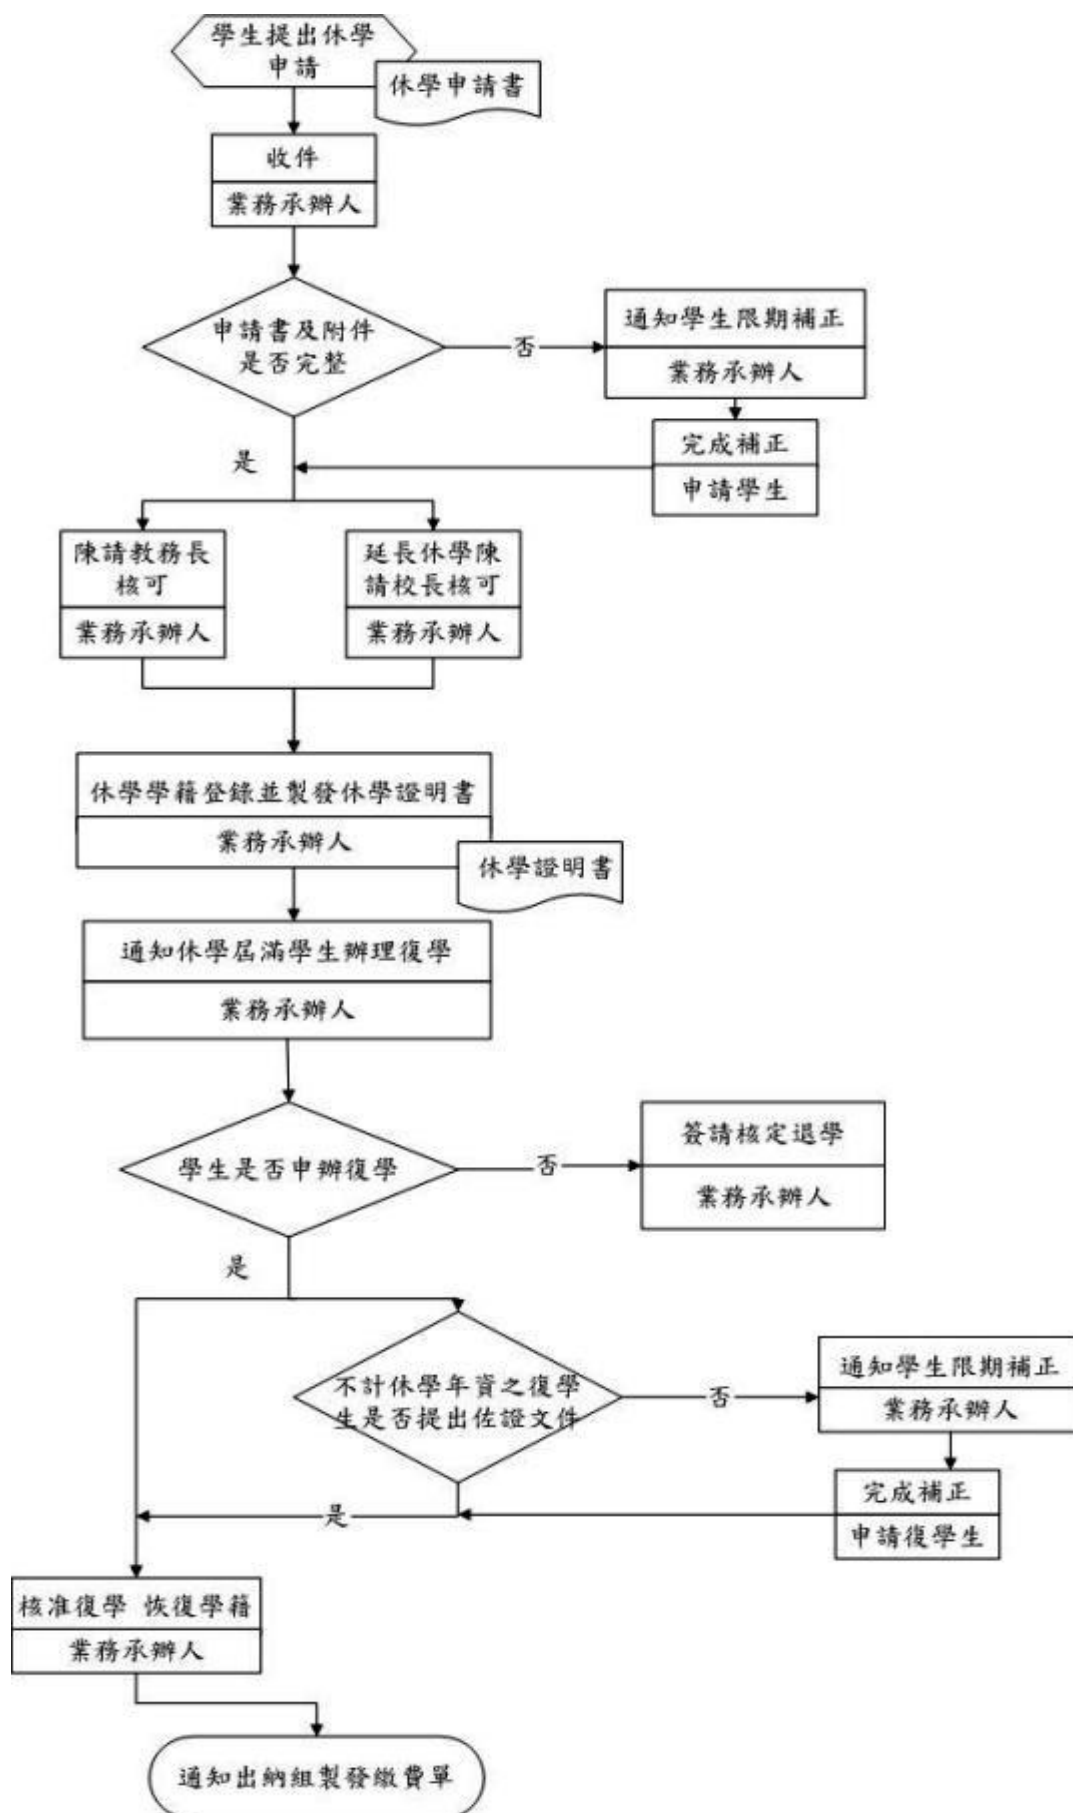 學生提出休學
申請
休學申請書
收件
業務承辦人
申請書及附件
是否完整
否
通知學生限期補正
業務承辦人
完成補正
申請學生
是
陳請教務長
核可
業務承辦人
延長休學陳
請校長核可
業務承辦人
休學學籍登錄並製發休學證明書
業務承辦人
休學證明書
通知休學屆滿學生辦理復學
業務承辦人
學生是否申辦復學
否
簽請核定退學
業務承辦人
是
不計休學年資之復學
生是否提出佐證文件
否
通知學生限期補正
業務承辦人
完成補正
申請復學生
是
核准復學 恢復學籍
業務承辦人
通知出納組製發繳費單